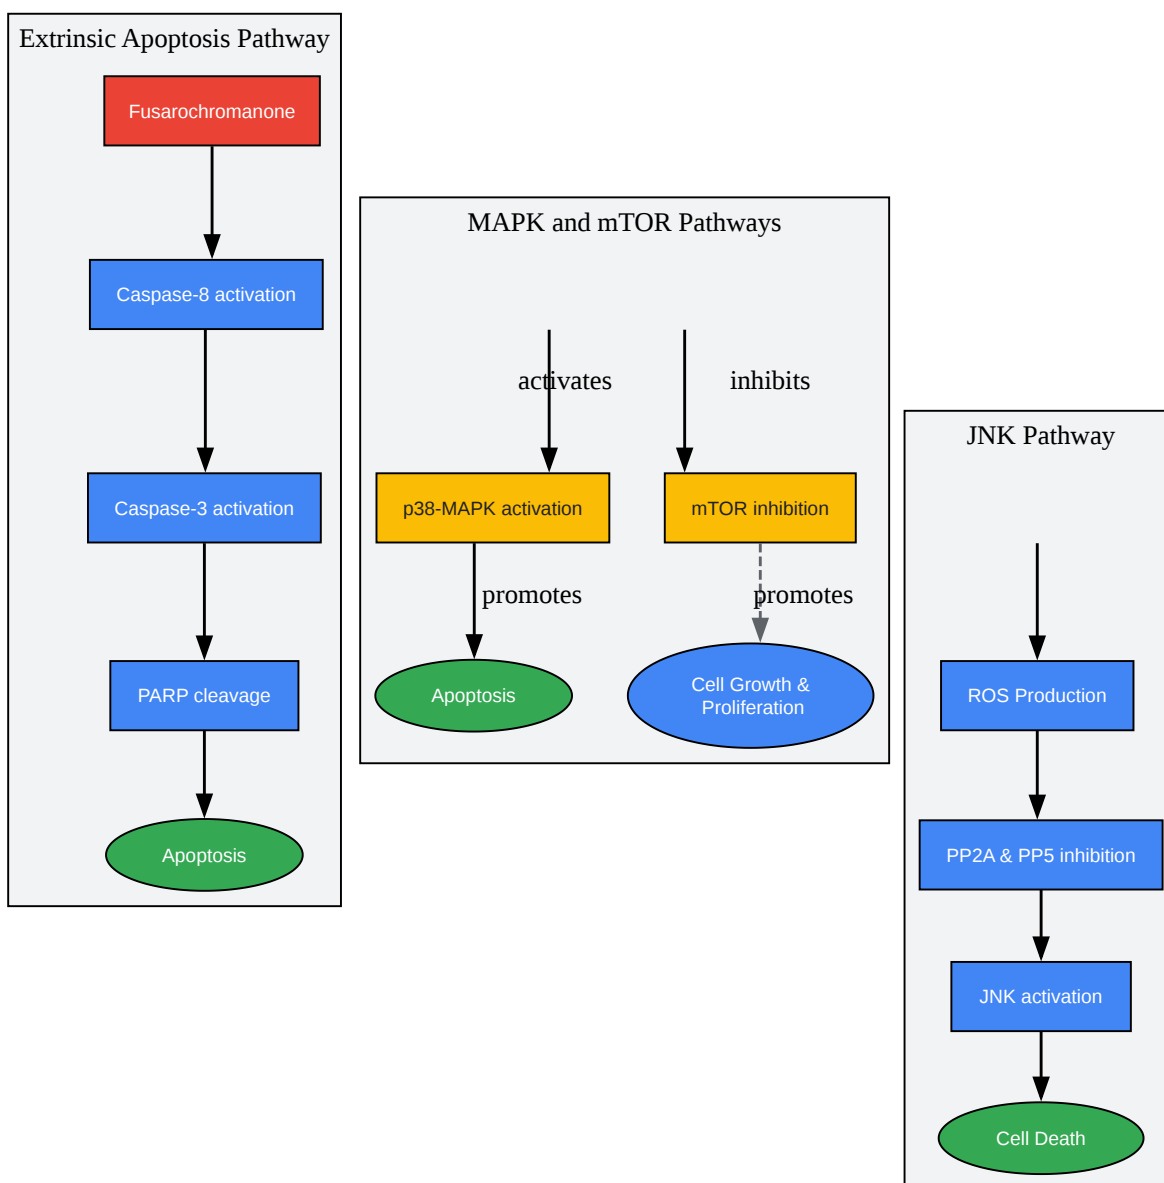 Extrinsic Apoptosis Pathway
Fusarochromanone
Caspase-8 activation
Caspase-3 activation
PARP cleavage
Apoptosis
MAPK and mTOR Pathways
activates
inhibits
p38-MAPK activation
mTOR inhibition
promotes
promotes
Apoptosis
Cell Growth &
Proliferation
JNK Pathway
ROS Production
PP2A & PP5 inhibition
JNK activation
Cell Death